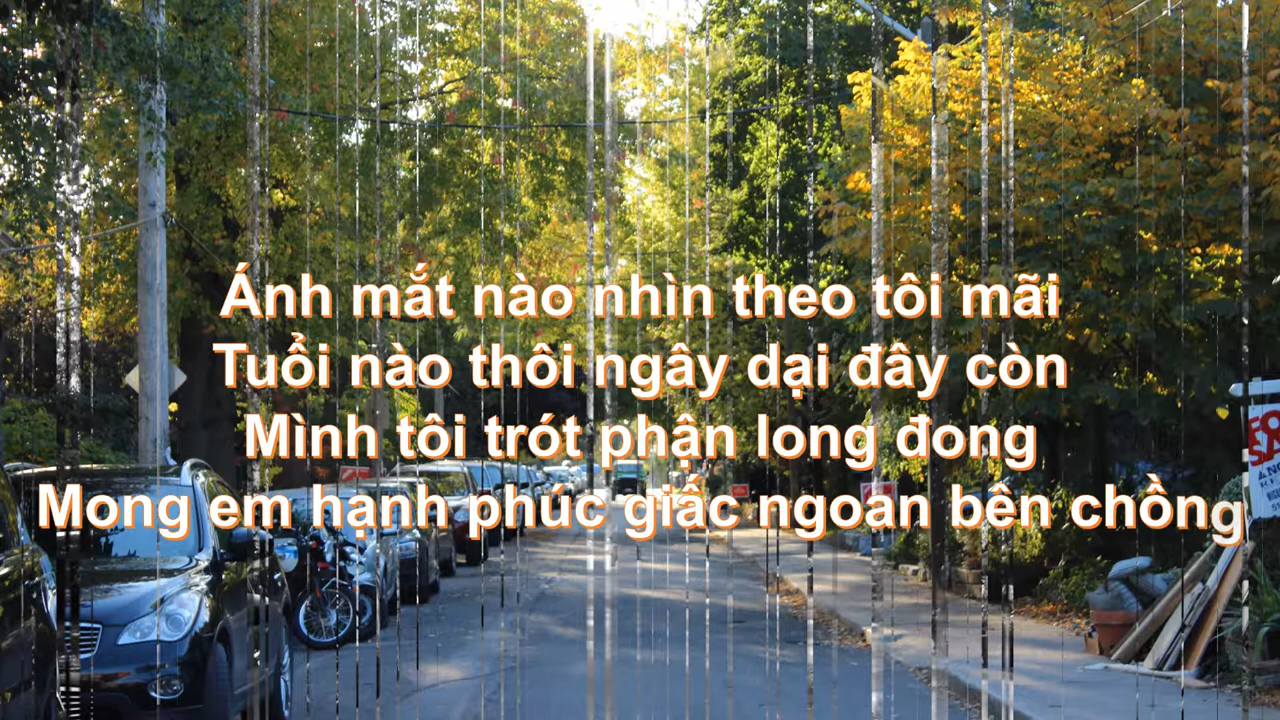 Ánh mắt nào nhìn theo tôi mãi
Tuổi nào thôi ngây dại đây còn
Mình tôi trót phận long đong
Mong em hạnh phúc giấc ngoan bên chồng